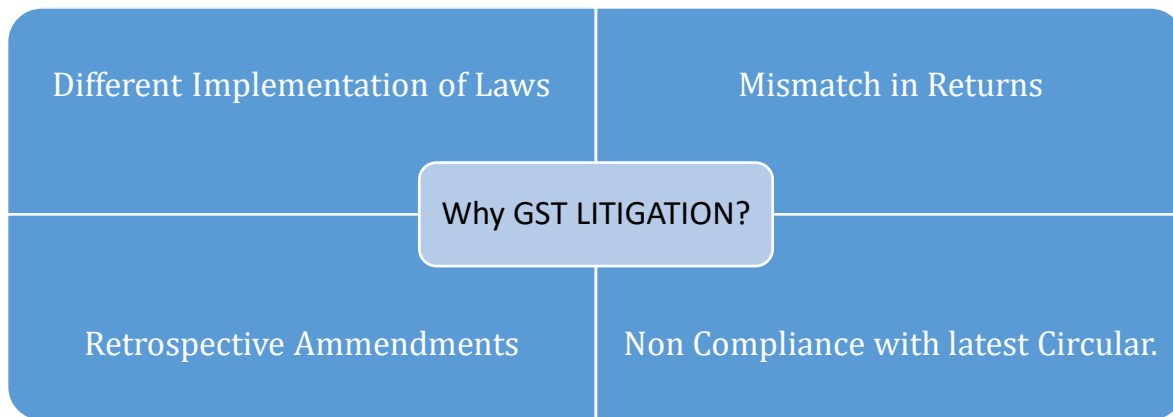 Different Implementation of Laws
Mismatch in Returns
Why GST LITIGATION?
Retrospective Ammendments
Non Compliance with latest Circular.